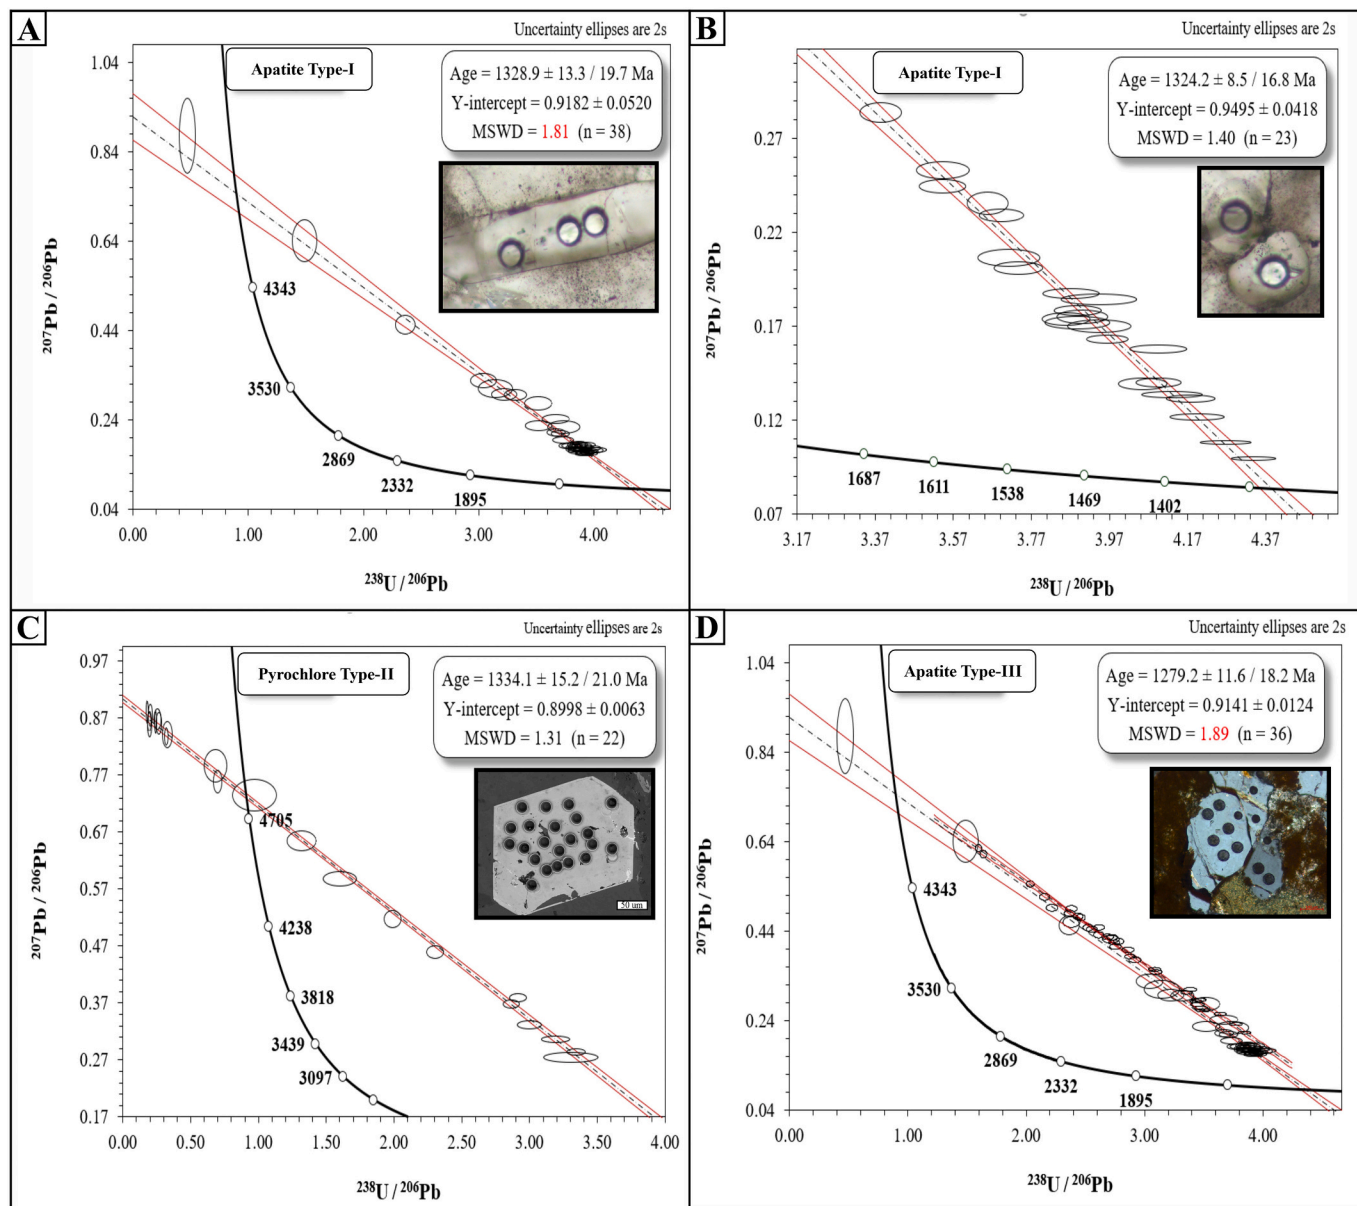 A
Uncertainty ellipses are 2s
Apatite Type-I
Age = 1328.9 ± 13.3 / 19.7 Ma
Y-intercept = 0.9182 ± 0.0520
MSWD = 1.81 (n = 38)
1.04
0.84
0.64
0.44
0.24
0.04
207Pb / 206Pb
4343
3530
2869
2332
1895
0.00 1.00 2.00 3.00 4.00
238U / 206Pb
B
Uncertainty ellipses are 2s
Apatite Type-I
Age = 1324.2 ± 8.5 / 16.8 Ma
Y-intercept = 0.9495 ± 0.0418
MSWD = 1.40 (n = 23)
0.27
0.22
0.17
0.12
0.07
207Pb / 206Pb
1687
1611
1538
1469
1402
3.17 3.37 3.57 3.77 3.97 4.17 4.37
238U / 206Pb
C
Uncertainty ellipses are 2s
Pyrochlore Type-II
Age = 1334.1 ± 15.2 / 21.0 Ma
Y-intercept = 0.8998 ± 0.0063
MSWD = 1.31 (n = 22)
50 um
0.97
0.87
0.77
0.67
0.57
0.47
0.37
0.27
0.17
207Pb / 206Pb
4705
4238
3818
3439
3097
0.00 0.50 1.00 1.50 2.00 2.50 3.00 3.50 4.00
238U / 206Pb
D
Uncertainty ellipses are 2s
Apatite Type-III
Age = 1279.2 ± 11.6 / 18.2 Ma
Y-intercept = 0.9141 ± 0.0124
MSWD = 1.89 (n = 36)
1.04
0.84
0.64
0.44
0.24
0.04
207Pb / 206Pb
4343
3530
2869
2332
1895
0.00 1.00 2.00 3.00 4.00
238U / 206Pb